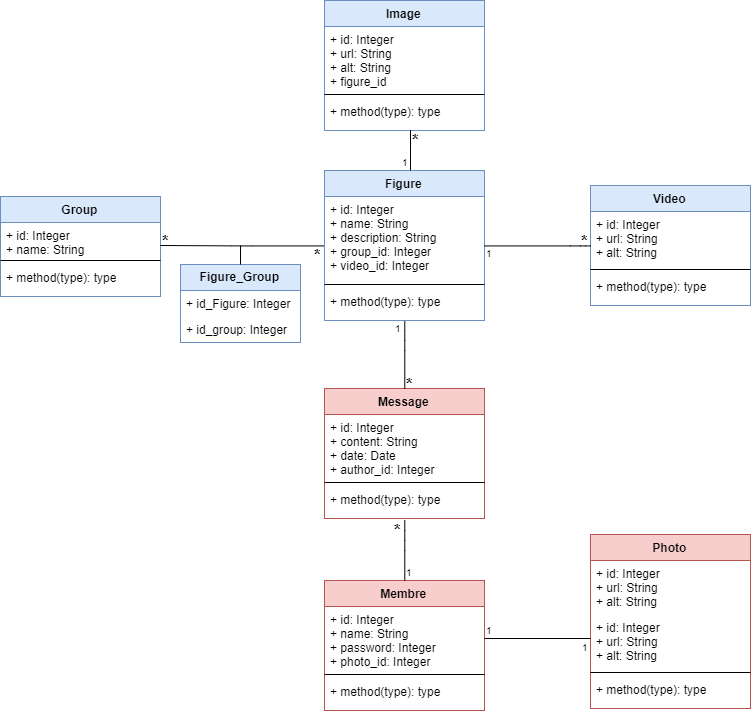 Image
+ id: Integer
+ url: String
+ alt: String
+ figure_id
+ method(type): type
*
1
Figure
+ id: Integer
+ name: String
+ description: String
+ group_id: Integer
+ video_id: Integer
+ method(type): type
Group
+ id: Integer
+ name: String
+ method(type): type
*
*
Figure_Group
+ id_Figure: Integer
+ id_group: Integer
1
*
Video
+ id: Integer
+ url: String
+ alt: String
+ method(type): type
1
*
Message
+ id: Integer
+ content: String
+ date: Date
+ author_id: Integer
+ method(type): type
*
1
Membre
+ id: Integer
+ name: String
+ password: Integer
+ photo_id: Integer
+ method(type): type
1
1
Photo
+ id: Integer
+ url: String
+ alt: String
+ id: Integer
+ url: String
+ alt: String
+ method(type): type